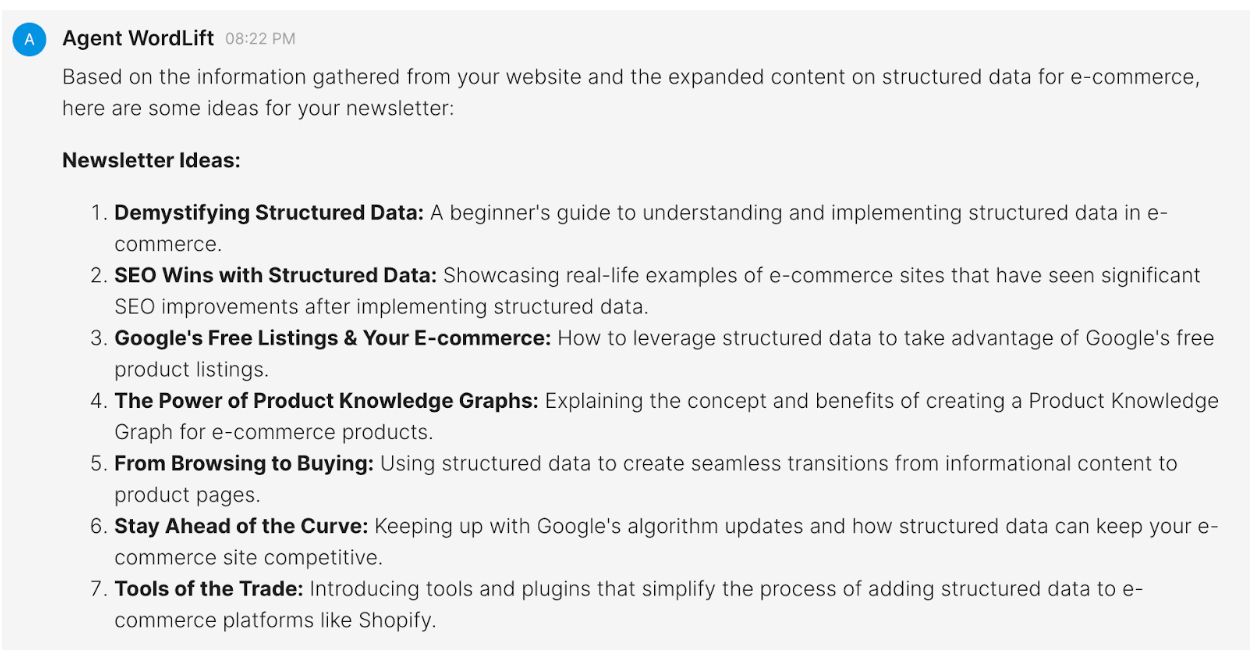 A
Agent WordLift 08:22 PM
Based on the information gathered from your website and the expanded content on structured data for e-commerce,
here are some ideas for your newsletter:
Newsletter Ideas:
1. Demystifying Structured Data: A beginner's guide to understanding and implementing structured data in e-
commerce.
2. SEO Wins with Structured Data: Showcasing real-life examples of e-commerce sites that have seen significant
SEO improvements after implementing structured data.
3. Google's Free Listings & Your E-commerce: How to leverage structured data to take advantage of Google's free
product listings.
4. The Power of Product Knowledge Graphs: Explaining the concept and benefits of creating a Product Knowledge
Graph for e-commerce products.
5. From Browsing to Buying: Using structured data to create seamless transitions from informational content to
product pages.
6. Stay Ahead of the Curve: Keeping up with Google's algorithm updates and how structured data can keep your e-
commerce site competitive.
7. Tools of the Trade: Introducing tools and plugins that simplify the process of adding structured data to e-
commerce platforms like Shopify.